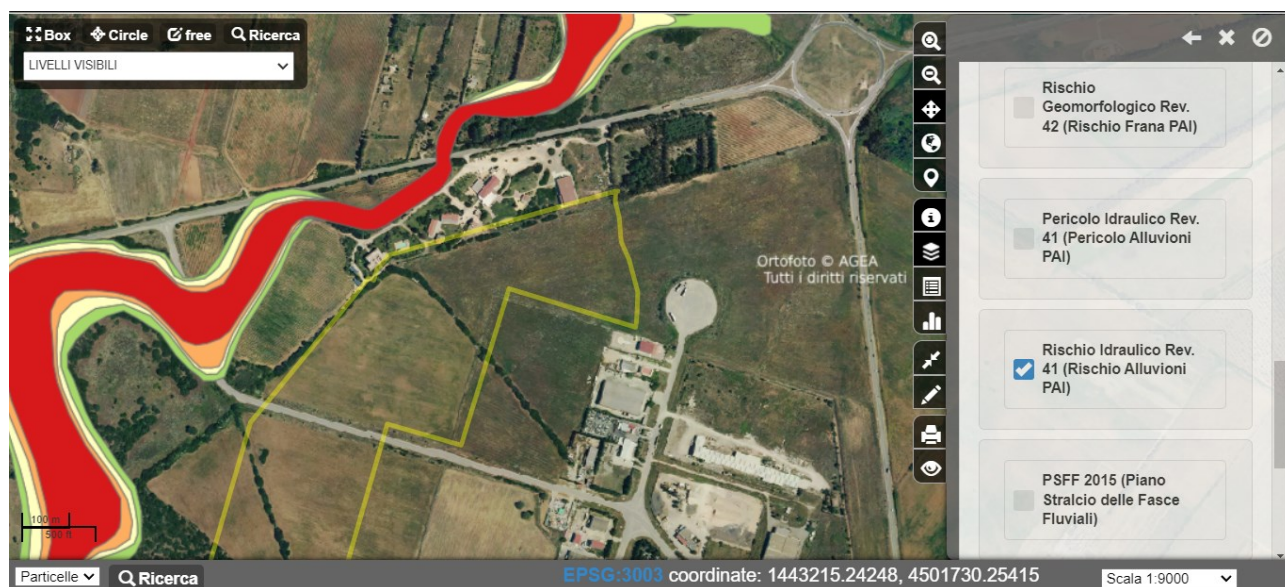 Box Circle free Ricerca
LIVELLI VISIBILI
Ortofoto © AGEA
Tutti i diritti riservati
100 m
500 ft
Rischio
Geomorfologico Rev.
42 (Rischio Frana PAI)
Pericolo Idraulico Rev.
41 (Pericolo Alluvioni
PAI)
Rischio Idraulico Rev.
41 (Rischio Alluvioni
PAI)
PSFF 2015 (Piano
Stralcio delle Fasce
Fluviali)
Particelle Ricerca
EPSG:3003 coordinate: 1443215.24248, 4501730.25415
Scala 1:9000